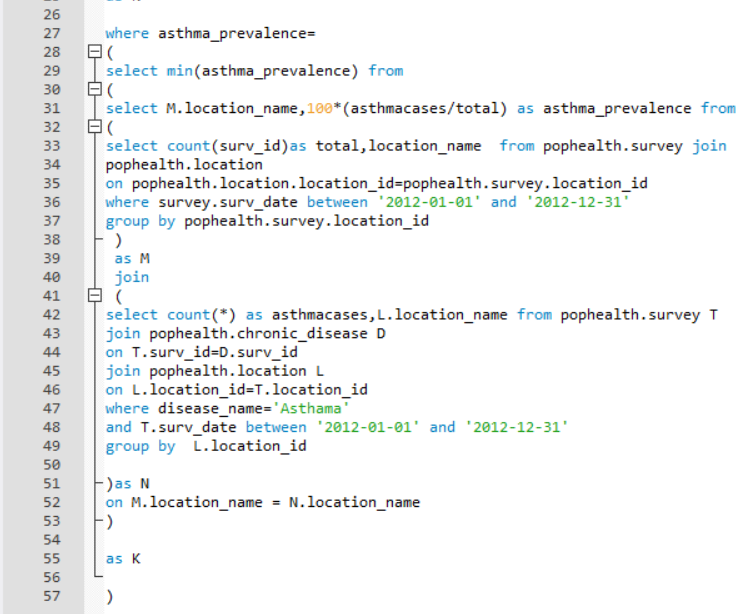 26
27 where asthma_prevalence=
28 (
29 select min(asthma_prevalence) from
30 (
31 select M.location_name,100*(asthmacases/total) as asthma_prevalence from
32 (
33 select count(surv_id)as total,location_name  from pophealth.survey join
34 pophealth.location
35 on pophealth.location.location_id=pophealth.survey.location_id
36 where survey.surv_date between '2012-01-01' and '2012-12-31'
37 group by pophealth.survey.location_id
38 )
39 as M
40 join
41 (
42 select count(*) as asthmacases,L.location_name from pophealth.survey T
43 join pophealth.chronic_disease D
44 on T.surv_id=D.surv_id
45 join pophealth.location L
46 on L.location_id=T.location_id
47 where disease_name='Asthama'
48 and T.surv_date between '2012-01-01' and '2012-12-31'
49 group by  L.location_id
50
51 )as N
52 on M.location_name = N.location_name
53 )
54
55 as K
56
57 )